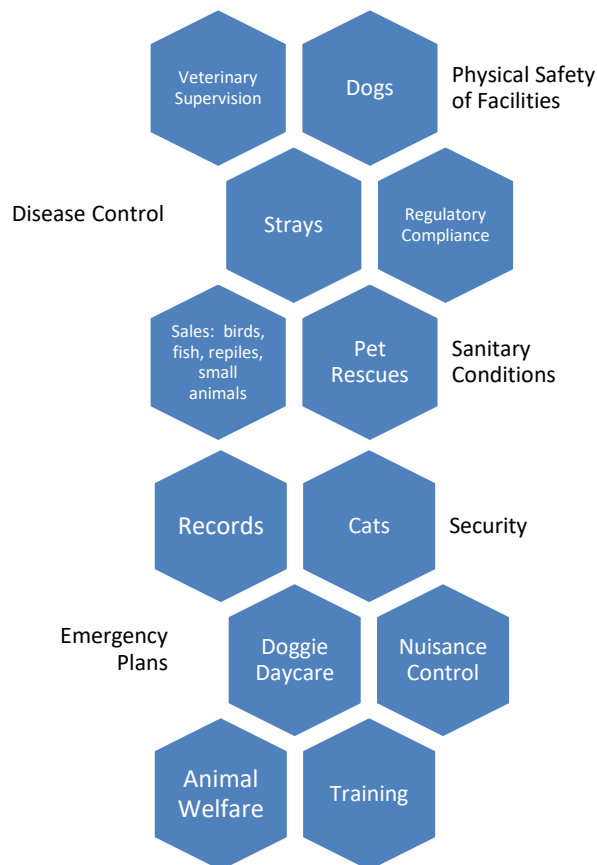 Veterinary
Supervision
Dogs
Physical Safety
of Facilities
Disease Control
Strays
Regulatory
Compliance
Sales:  birds,
fish, repiles,
small
animals
Pet
Rescues
Sanitary
Conditions
Records
Cats
Security
Emergency
Plans
Doggie
Daycare
Nuisance
Control
Animal
Welfare
Training